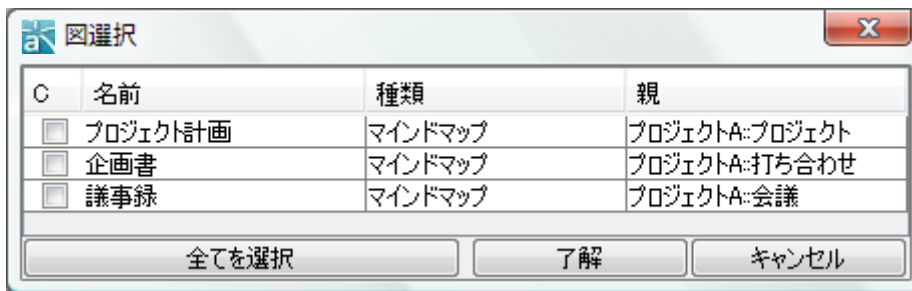 図選択
C 名前 種類 親
プロジェクト計画 マインドマップ プロジェクトA::プロジェクト
企画書 マインドマップ プロジェクトA::打ち合わせ
議事録 マインドマップ プロジェクトA::会議
全てを選択 了解 キャンセル